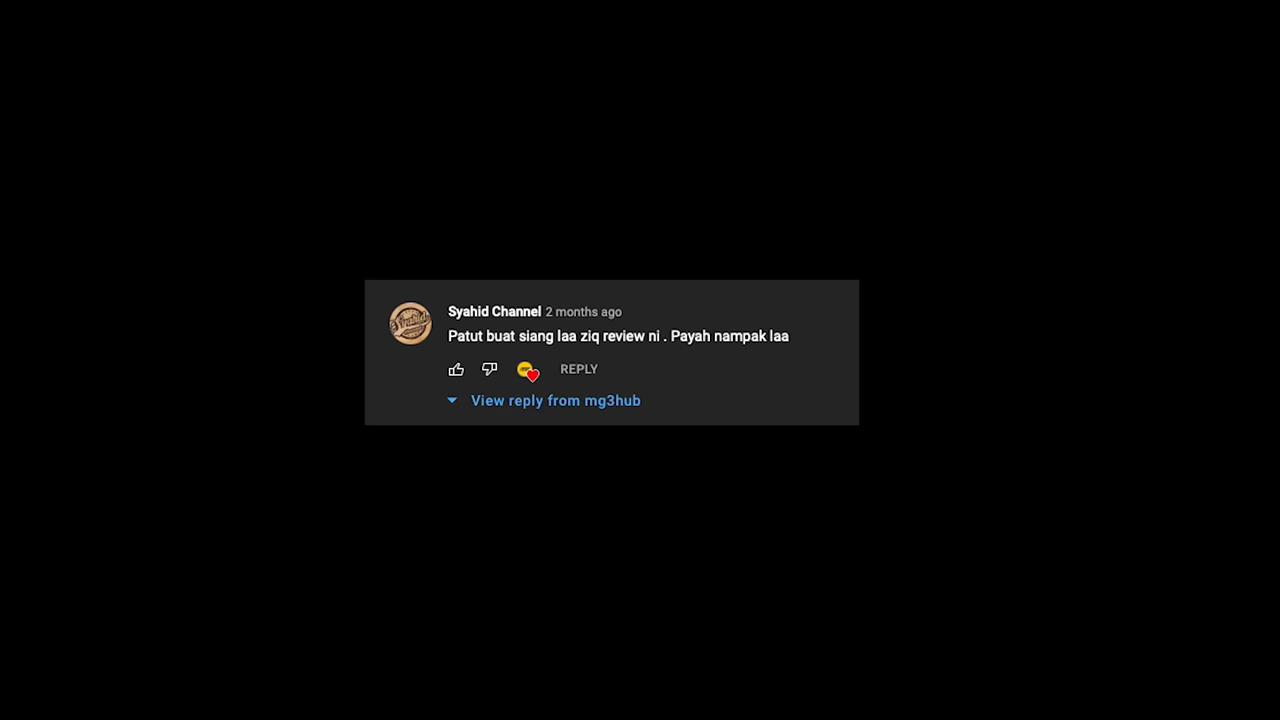 Syahid Channel 2 months ago
Patut buat siang laa ziq review ni . Payah nampak laa
REPLY
View reply from mg3hub